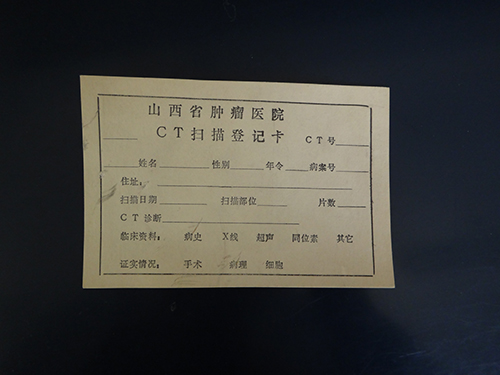 山西省肿瘤医院
CT扫描登记卡 CT号
姓名 性别 年令 病案号
住址：
扫描日期 扫描部位 片数
CT诊断
临床资料： 病史 X线 超声 同位素 其它
证实情况： 手术 病理 细胞